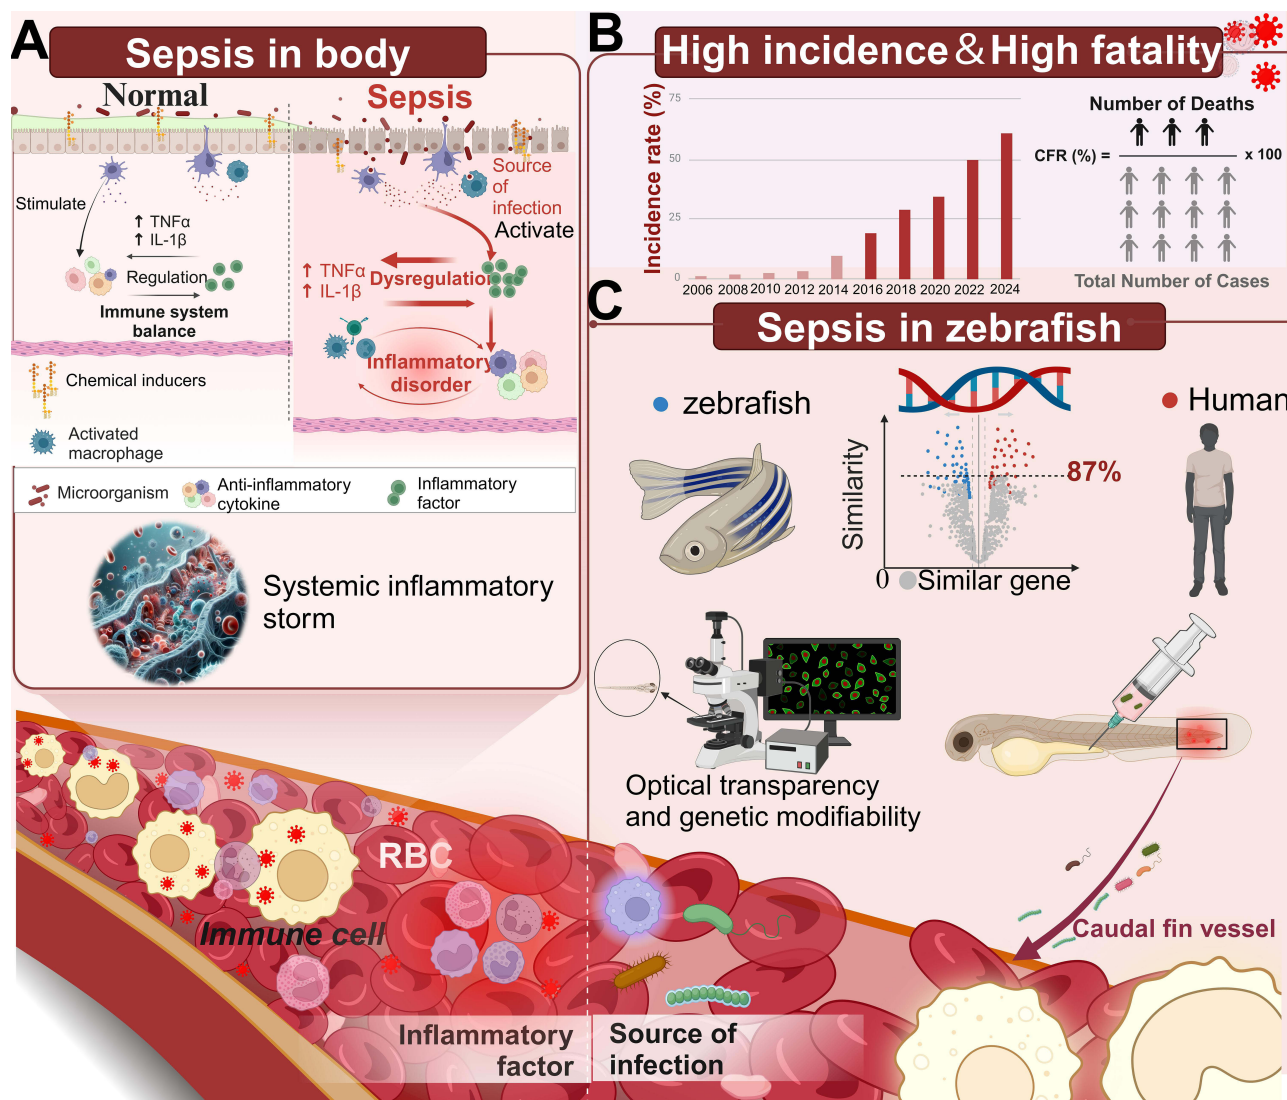 A
Sepsis in body
Normal
Sepsis
Stimulate
↑ TNFα
↑ IL-1β
Regulation
Immune system
balance
Source
of
infection
Activate
↑ TNFα
↑ IL-1β
Dysregulation
Inflammatory
disorder
Chemical inducers
Activated
macrophage
Microorganism
Anti-inflammatory
cytokine
Inflammatory
factor
Systemic inflammatory
storm
B
High incidence & High fatality
Incidence rate (%)
75
50
25
0
2006 2008 2010 2012 2014 2016 2018 2020 2022 2024
Number of Deaths
CFR (%) =
x 100
Total Number of Cases
C
Sepsis in zebrafish
zebrafish
Human
Similarity
87%
0
Similar gene
Optical transparency
and genetic modifiability
Caudal fin vessel
RBC
Immune cell
Inflammatory
factor
Source of
infection